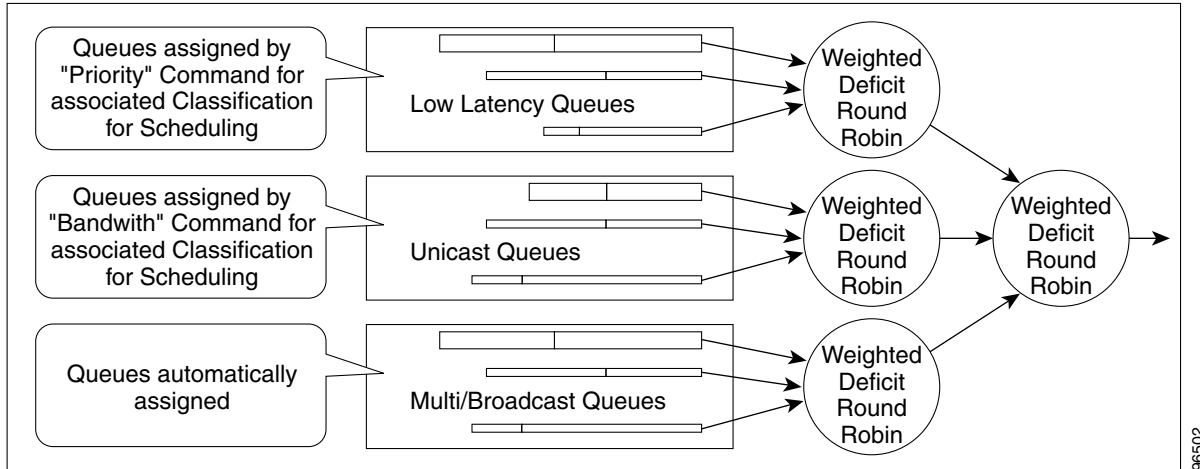 Queues assigned by
"Priority" Command for
associated Classification
for Scheduling
Low Latency Queues
Weighted
Deficit
Round
Robin
Queues assigned by
"Bandwith" Command for
associated Classification
for Scheduling
Unicast Queues
Weighted
Deficit
Round
Robin
Weighted
Deficit
Round
Robin
Queues automatically
assigned
Multi/Broadcast Queues
Weighted
Deficit
Round
Robin
96502